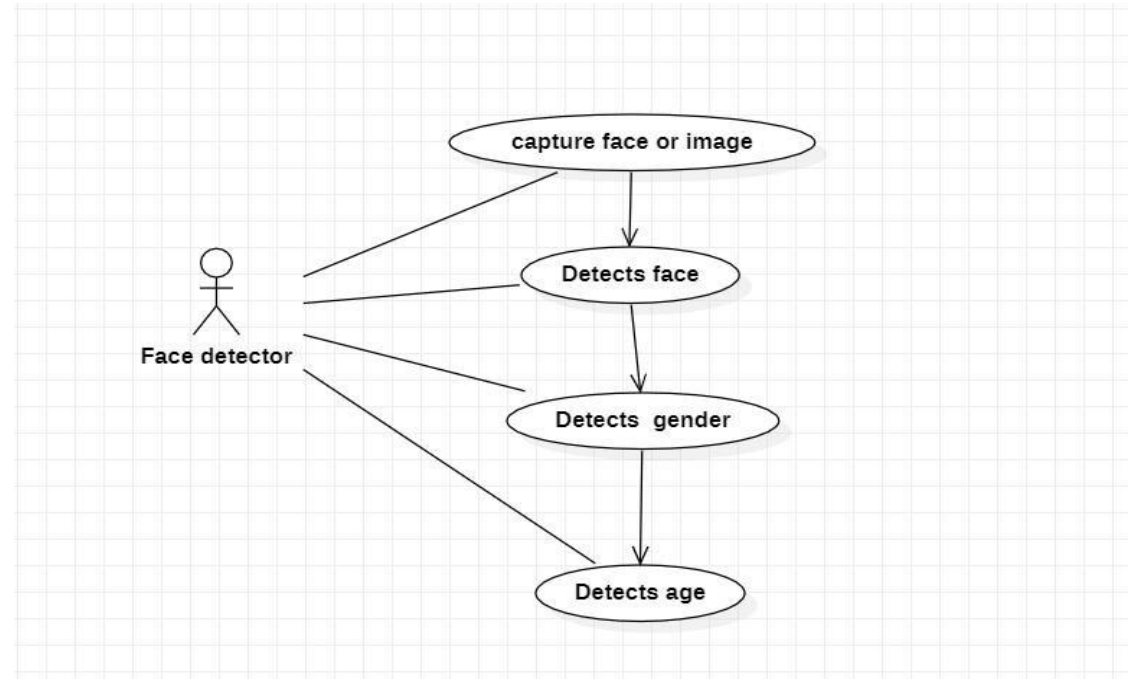 capture face or image
Detects face
Face detector
Detects  gender
Detects age